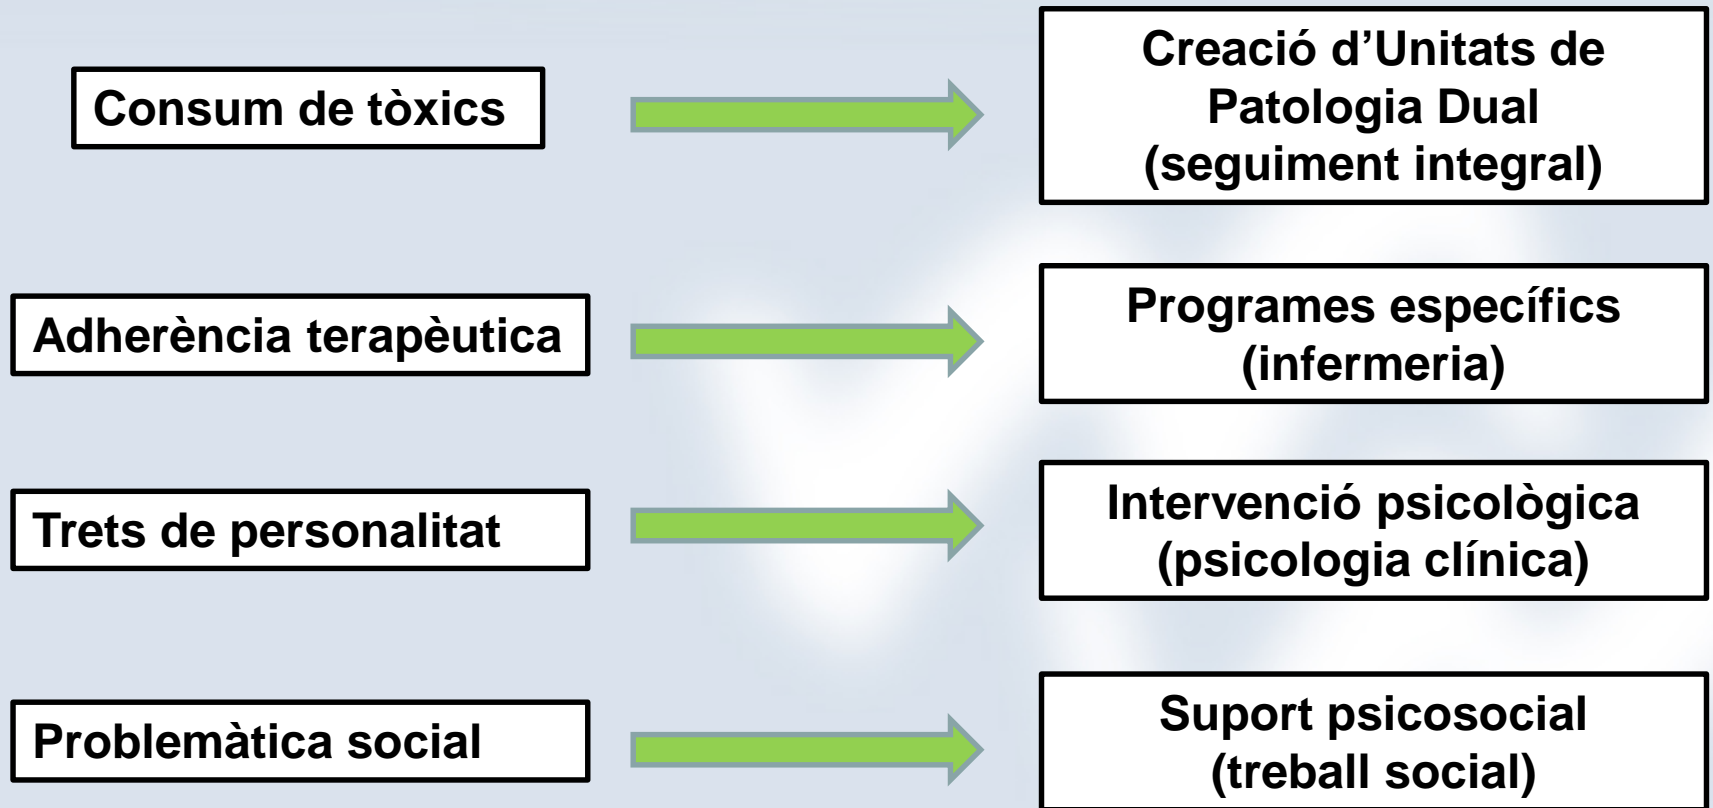 Consum de tòxics
Creació d’Unitats de
Patologia Dual
(seguiment integral)
Adherència terapèutica
Programes específics
(infermeria)
Trets de personalitat
Intervenció psicològica
(psicologia clínica)
Problemàtica social
Suport psicosocial
(treball social)